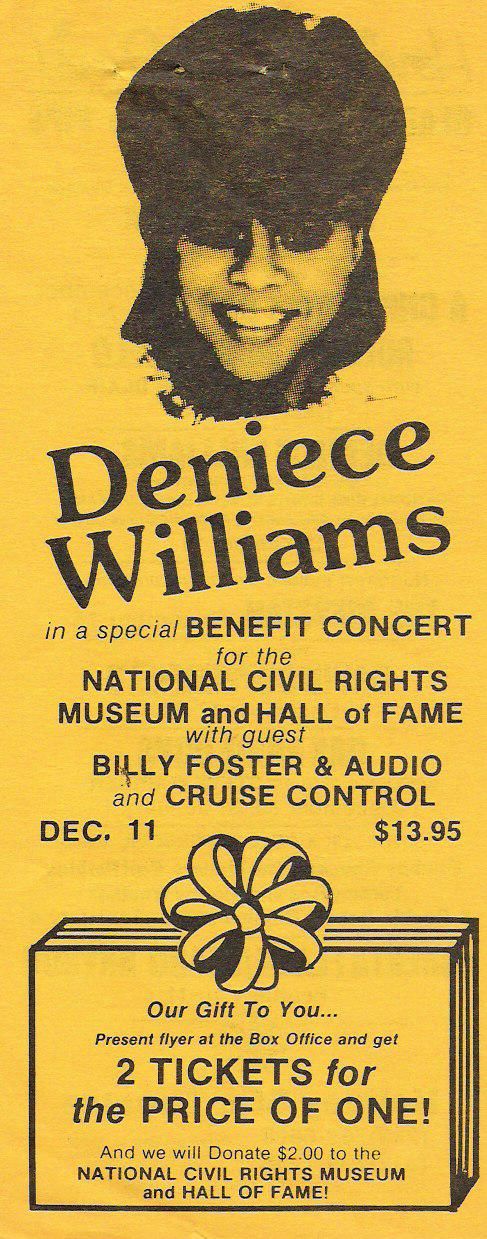 Deniece
Williams
in a special BENEFIT CONCERT
for the
NATIONAL CIVIL RIGHTS
MUSEUM and HALL of FAME
with guest
BILLY FOSTER & AUDIO
and CRUISE CONTROL
DEC. 11 $13.95
Our Gift To You...
Present flyer at the Box Office and get
2 TICKETS for
the PRICE OF ONE!
And we will Donate $2.00 to the
NATIONAL CIVIL RIGHTS MUSEUM
and HALL OF FAME!